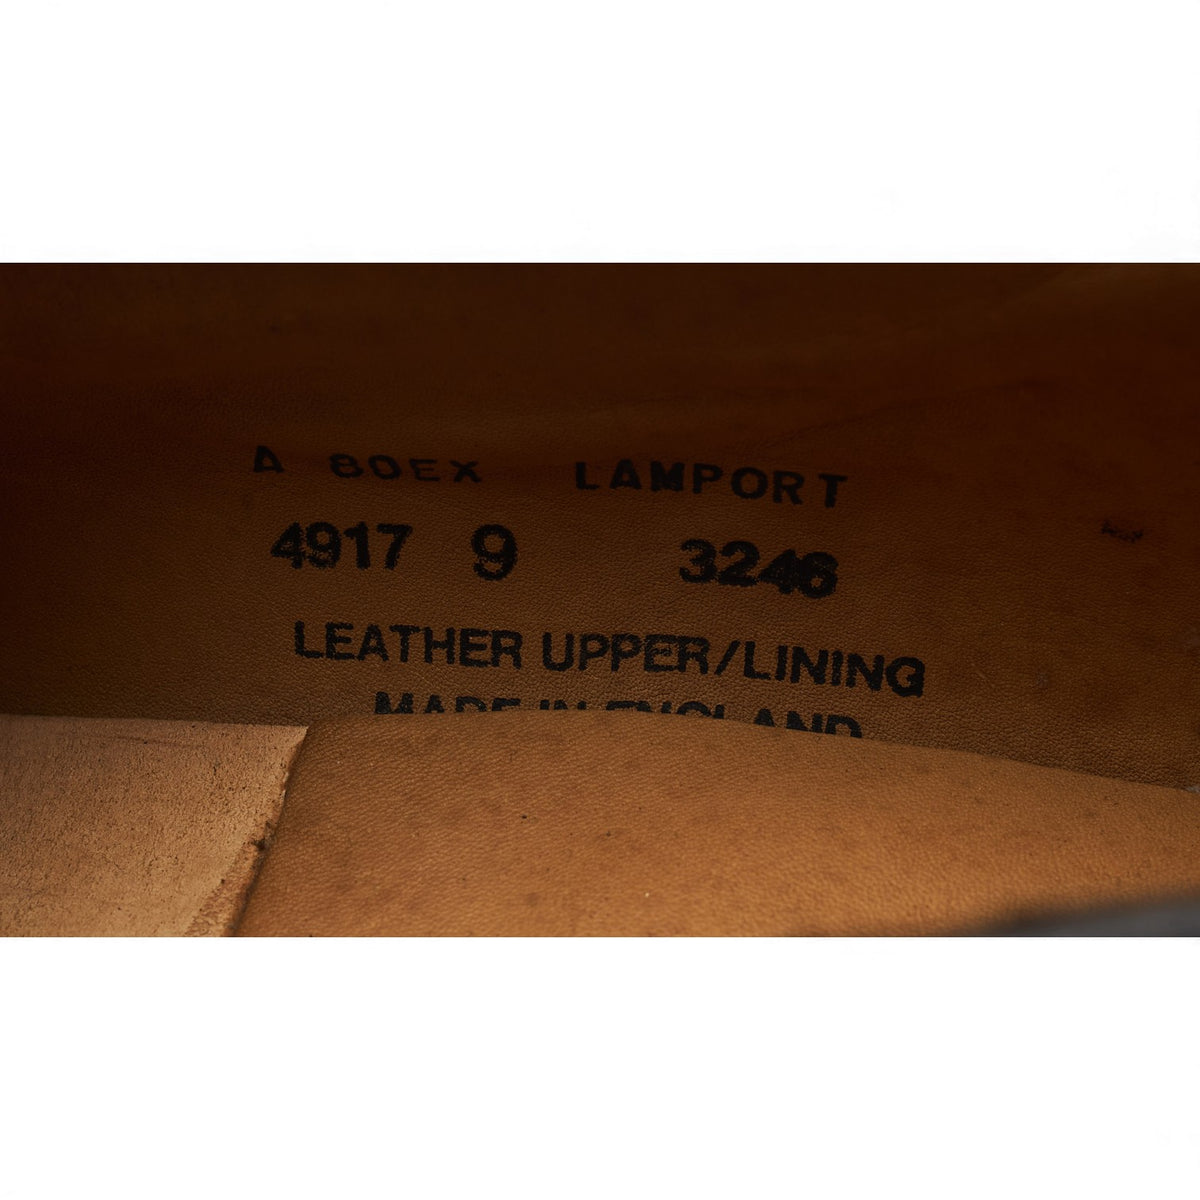 A 80EX LAMPORT
4917 9 3246
LEATHER UPPER/LINING
MADE IN ENGLAND